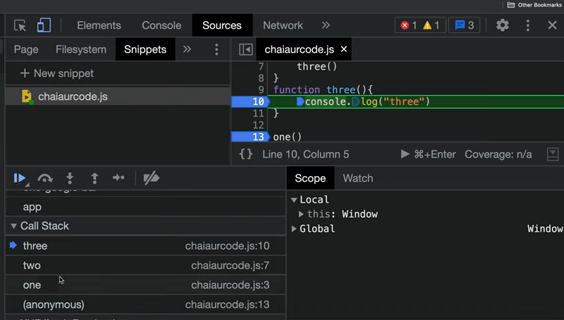 Other Bookmarks
Elements Console Sources Network » 1 1 3
Page Filesystem Snippets » chaiaurcode.js ×
+ New snippet
chaiaurcode.js
7 three()
8 }
9 function three(){
10 console.log("three")
11 }
12
13 one()
{} Line 10, Column 5 ⌘+Enter Coverage: n/a
app
Call Stack
three chaiaurcode.js:10
two chaiaurcode.js:7
one chaiaurcode.js:3
(anonymous) chaiaurcode.js:13
Scope Watch
Local
this: Window
Global Window